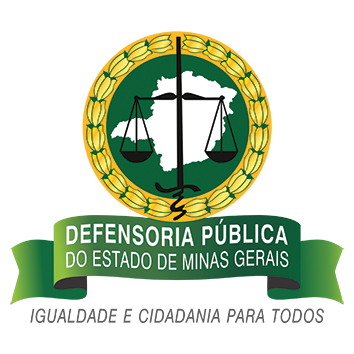 DEFENSORIA PÚBLICA
DO ESTADO DE MINAS GERAIS
IGUALDADE E CIDADANIA PARA TODOS